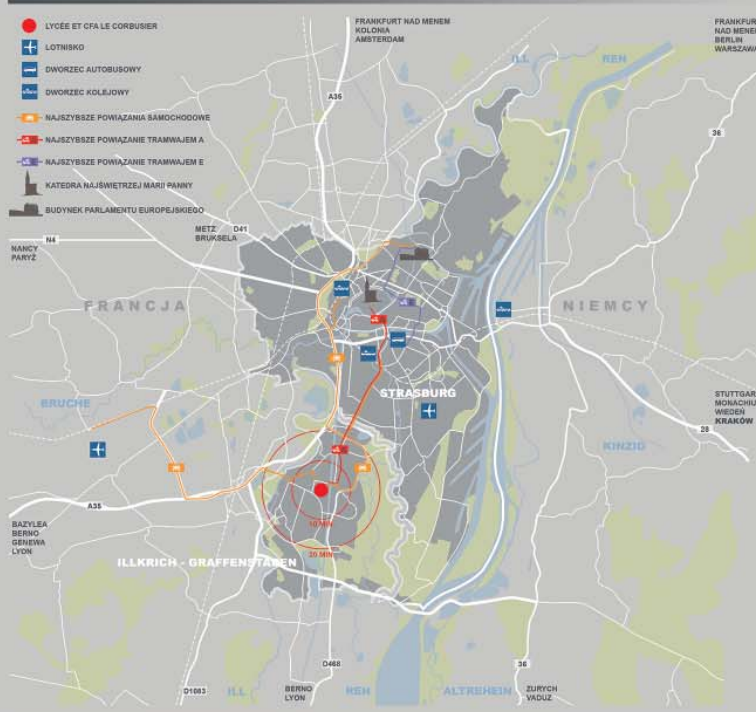 LYCÉE ET CFA LE CORBUSIER
LOTNISKO
DWORZEC AUTOBUSOWY
DWORZEC KOLEJOWY
NAJSZYBSZE POWIĄZANIA SAMOCHODOWE
NAJSZYBSZE POWIĄZANIE TRAMWAJEM A
NAJSZYBSZE POWIĄZANIE TRAMWAJEM E
KATEDRA NAJŚWIĘTRZEJ MARII PANNY
BUDYNEK PARLAMENTU EUROPEJSKIEGO
FRANKFURT NAD MENEM
KOLONIA
AMSTERDAM
FRANKFUR
NAD MENEM
BERLIN
WARSZAWA
ILL
REN
A35
36
METZ
BRUKSELA
D41
N4
NANCY
PARYŻ
FRANCJA
NIEMCY
BRUCHE
STRASBURG
STUTTGAR
MONACHIU
WIEDEŃ
KRAKÓW
28
KINZIG
A35
BAZYLEA
BERNO
GENEWA
LYON
10 MIN
20 MIN
ILLKRICH - GRAFFENSTADEN
D468
D1083
ILL
BERNO
LYON
REN
ALTREHEIN
36
ZURYCH
VADUZ